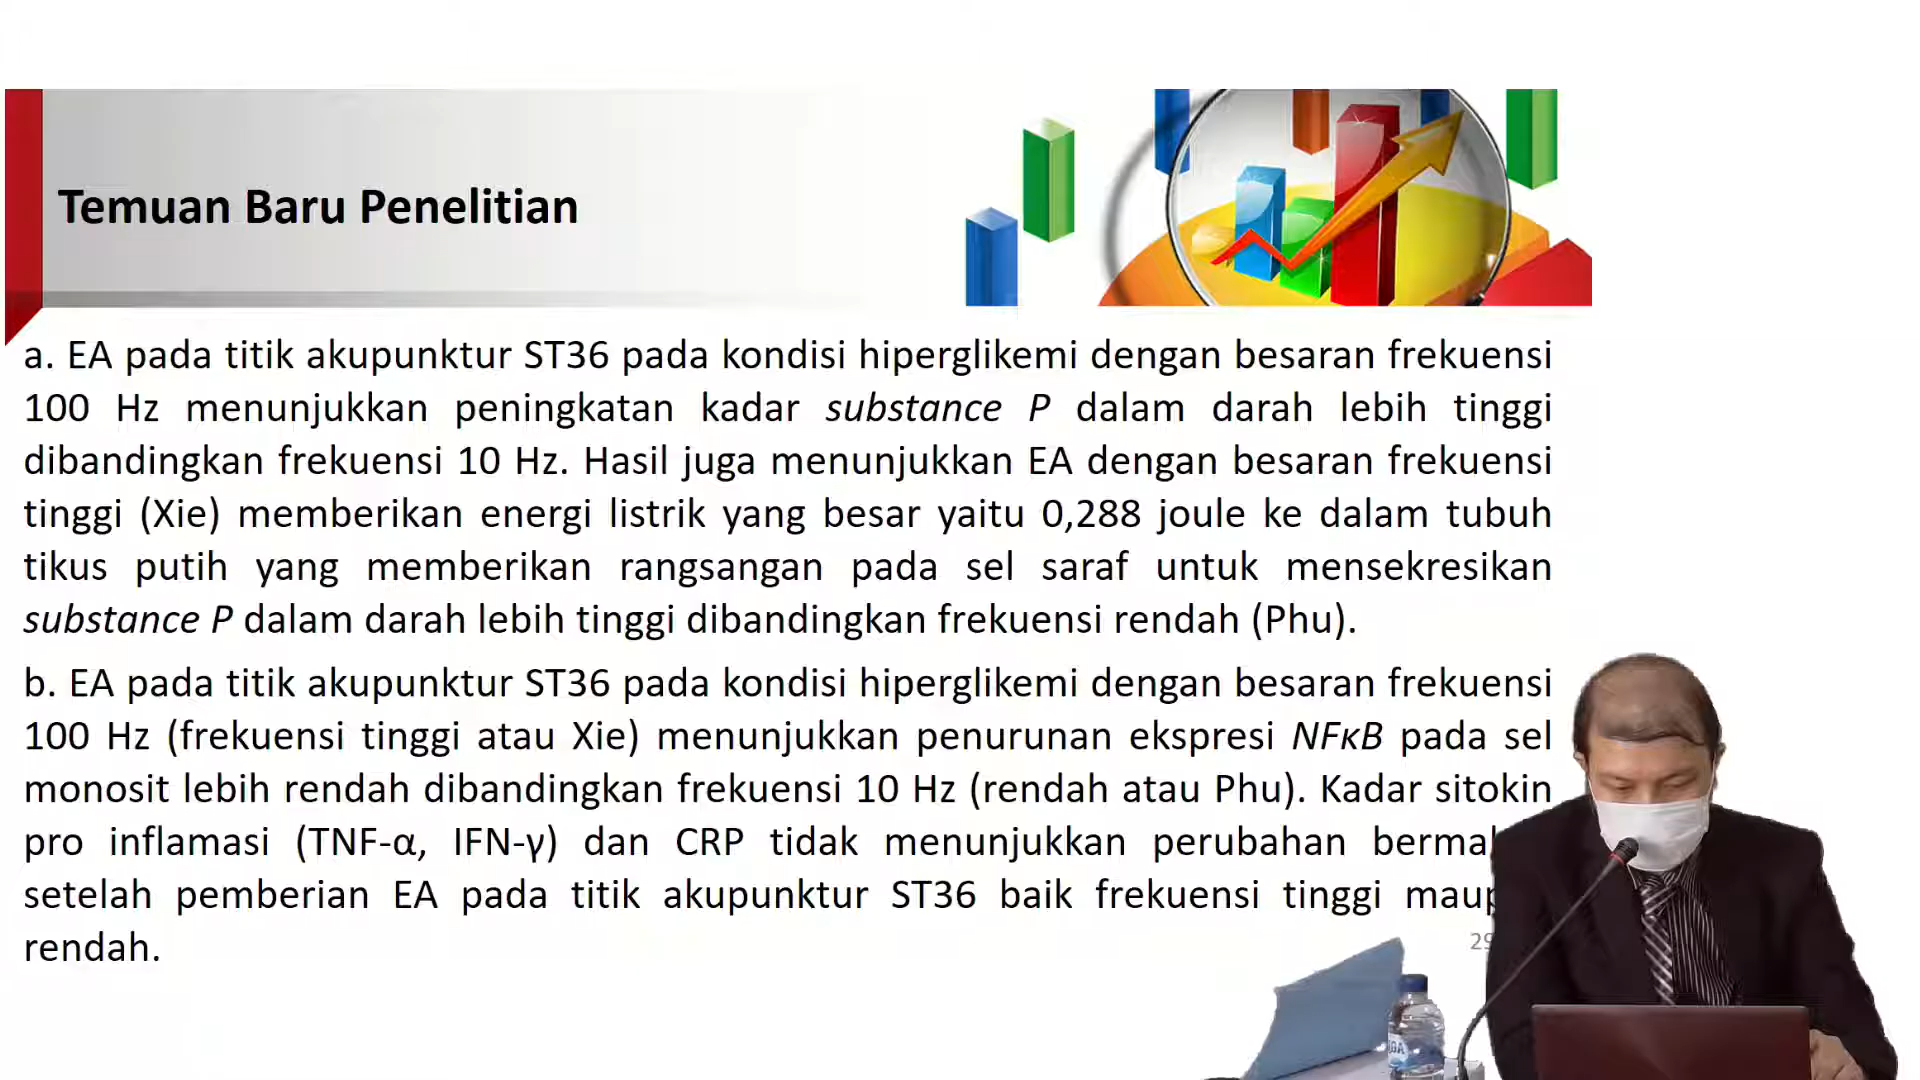 Temuan Baru Penelitian
a. EA pada titik akupunktur ST36 pada kondisi hiperglikemi dengan besaran frekuensi
100 Hz menunjukkan peningkatan kadar substance P dalam darah lebih tinggi
dibandingkan frekuensi 10 Hz. Hasil juga menunjukkan EA dengan besaran frekuensi
tinggi (Xie) memberikan energi listrik yang besar yaitu 0,288 joule ke dalam tubuh
tikus putih yang memberikan rangsangan pada sel saraf untuk mensekresikan
substance P dalam darah lebih tinggi dibandingkan frekuensi rendah (Phu).
b. EA pada titik akupunktur ST36 pada kondisi hiperglikemi dengan besaran frekuensi
100 Hz (frekuensi tinggi atau Xie) menunjukkan penurunan ekspresi NFκB pada sel
monosit lebih rendah dibandingkan frekuensi 10 Hz (rendah atau Phu). Kadar sitokin
pro inflamasi (TNF-α, IFN-γ) dan CRP tidak menunjukkan perubahan
setelah pemberian EA pada titik akupunktur ST36 baik frekuensi tinggi
rendah.